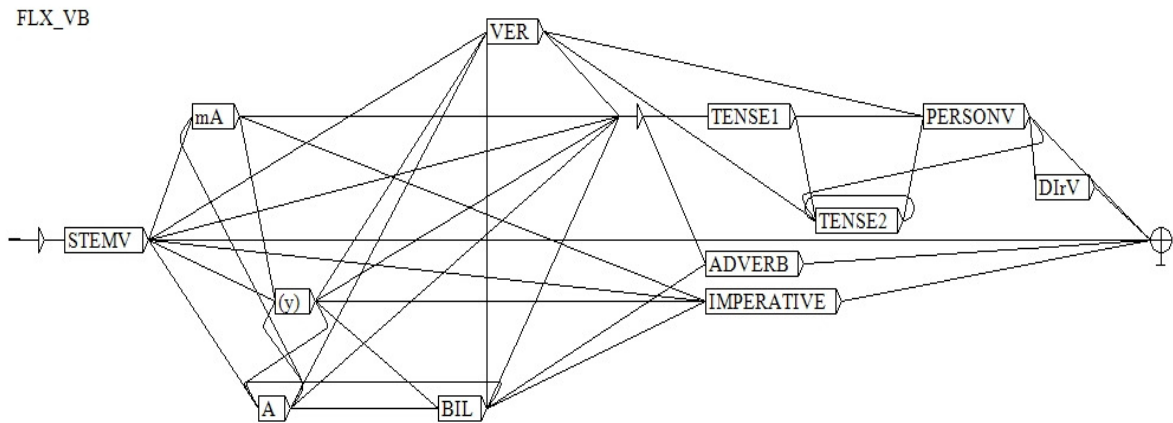 FLX_VB
VER
mA
TENSE1
PERSONV
DIrV
TENSE2
STEMV
ADVERB
(y)
IMPERATIVE
A
BIL